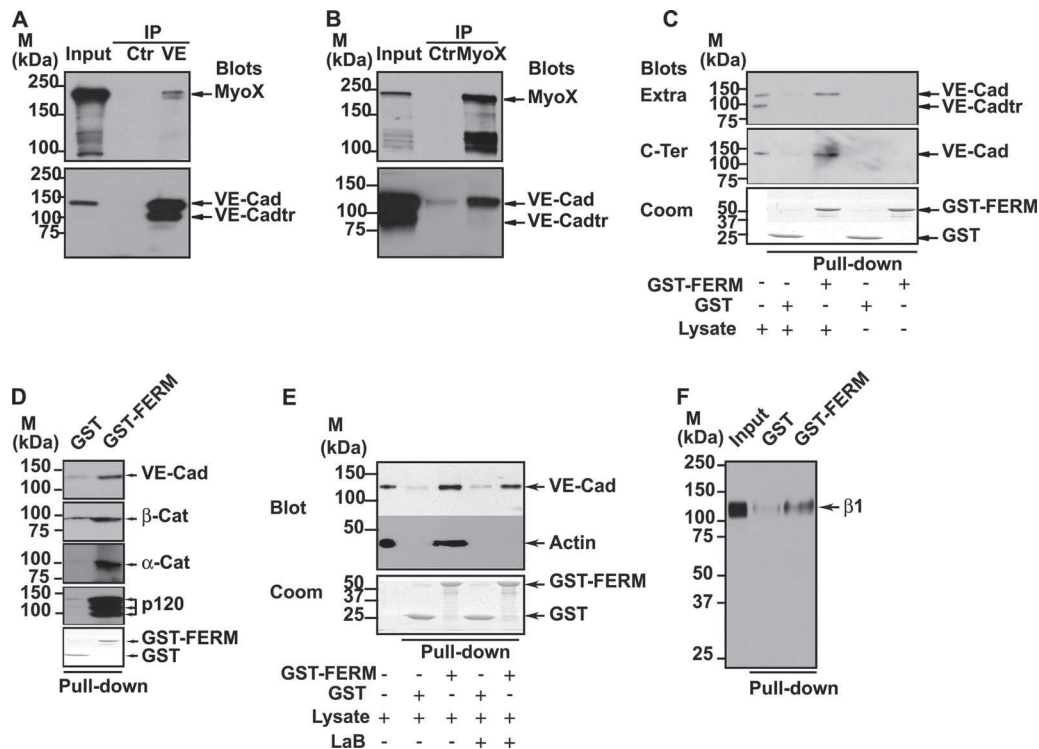 A
M
(kDa)
IP
Input Ctr VE
Blots
250
150
100
MyoX
150
100
75
VE-Cad
VE-Cadtr
B
M
(kDa)
IP
Input CtrMyoX
Blots
250
150
100
MyoX
150
100
75
VE-Cad
VE-Cadtr
C
M
(kDa)
Blots
Extra
150
100
75
VE-Cad
VE-Cadtr
C-Ter
150
100
75
VE-Cad
Coom
50
37
25
GST-FERM
GST
Pull-down
GST-FERM - - + - +
GST - + - + -
Lysate + + + - -
D
M
(kDa)
GST
GST-FERM
150
100
VE-Cad
100
75
β-Cat
100
75
α-Cat
150
100
p120
GST-FERM
GST
Pull-down
E
M
(kDa)
Blot
150
100
VE-Cad
50
Actin
Coom
50
37
25
GST-FERM
GST
Pull-down
GST-FERM - - + - +
GST - + - + -
Lysate + + + + +
LaB - - - + +
F
M
(kDa)
Input
GST
GST-FERM
250
150
100
75
50
37
25
β1
Pull-down